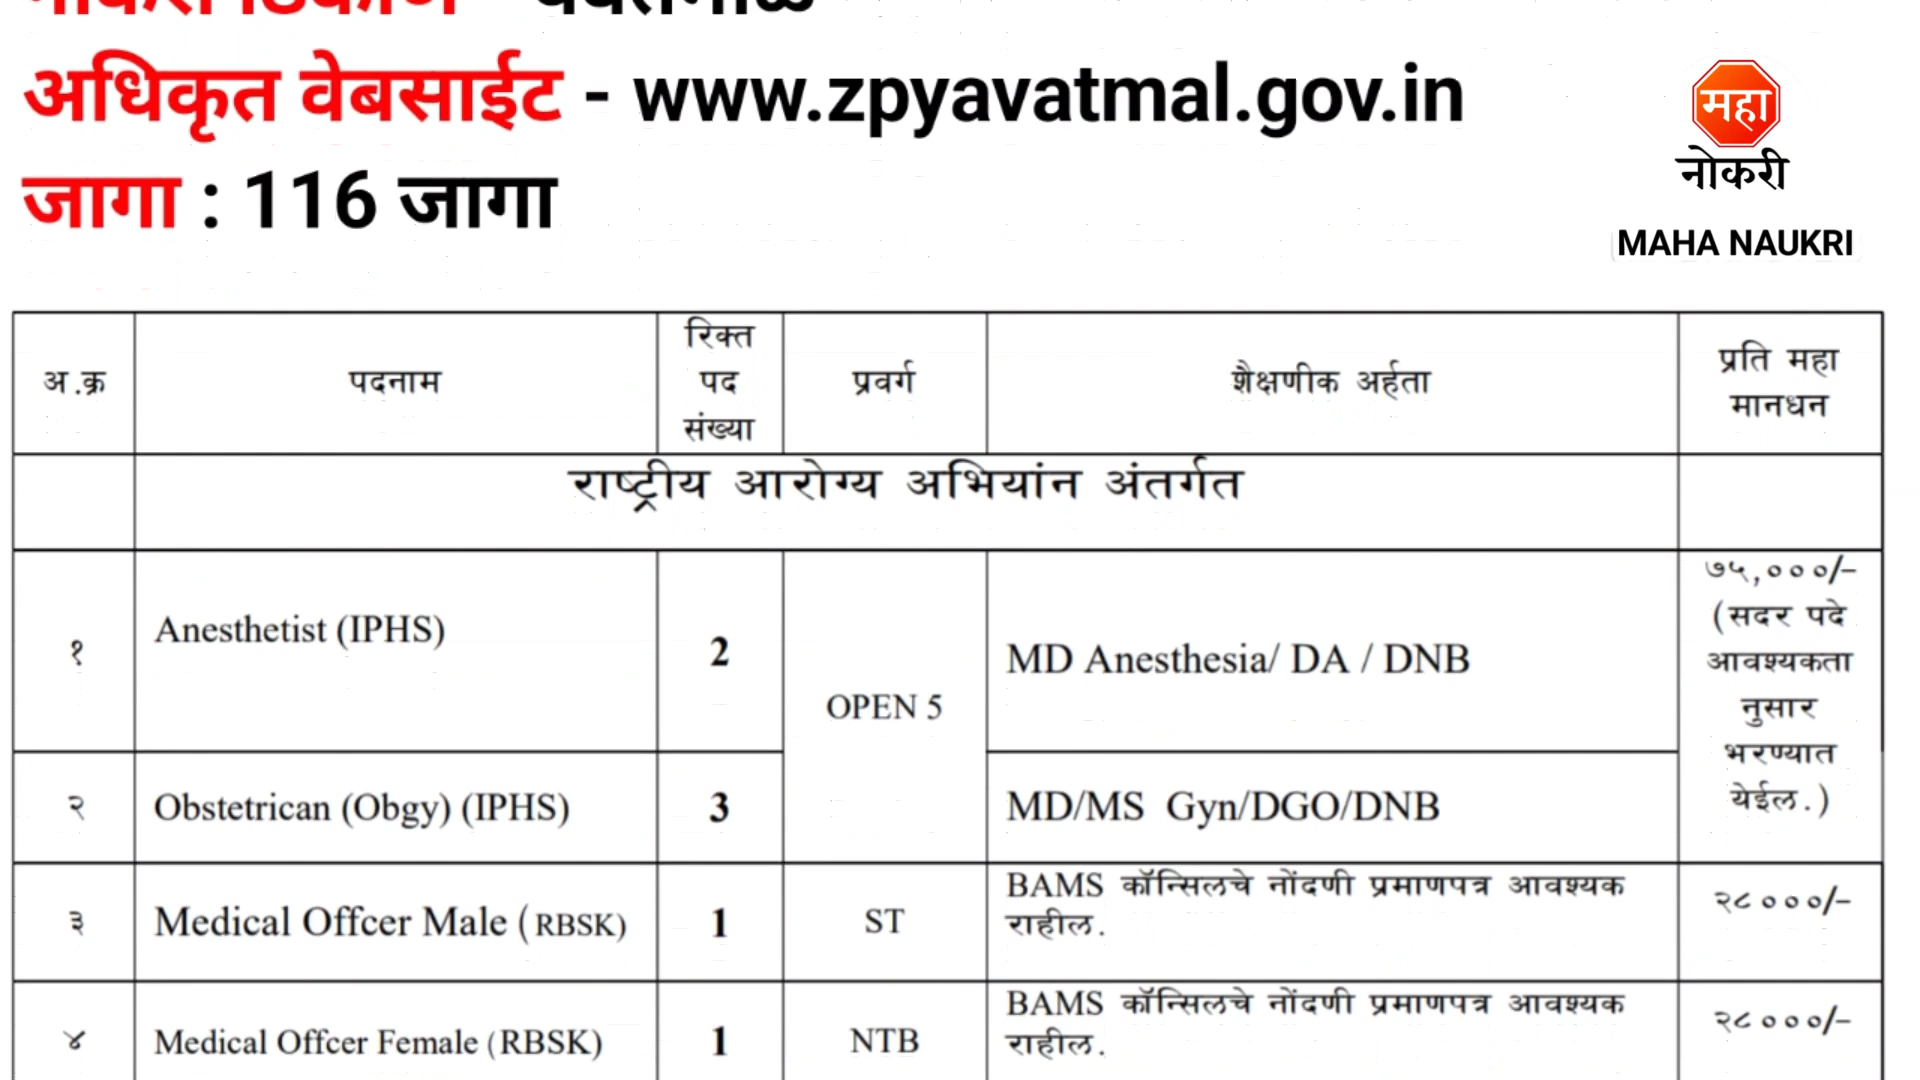 अधिकृत वेबसाईट - www.zpyavatmal.gov.in
जागा : 116 जागा
महा
नोकरी
MAHA NAUKRI
अ.क्र
पदनाम
रिक्त
पद
संख्या
प्रवर्ग
शैक्षणीक अर्हता
प्रति महा
मानधन
राष्ट्रीय आरोग्य अभियांन अंतर्गत
१
Anesthetist (IPHS)
2
OPEN 5
MD Anesthesia/ DA / DNB
७५,०००/-
(सदर पदे
आवश्यकता
नुसार
भरण्यात
येईल.)
२
Obstetrican (Obgy) (IPHS)
3
MD/MS Gyn/DGO/DNB
३
Medical Offcer Male (RBSK)
1
ST
BAMS कॉन्सिलचे नोंदणी प्रमाणपत्र आवश्यक
राहील.
२८०००/-
४
Medical Offcer Female (RBSK)
1
NTB
BAMS कॉन्सिलचे नोंदणी प्रमाणपत्र आवश्यक
राहील.
२८०००/-